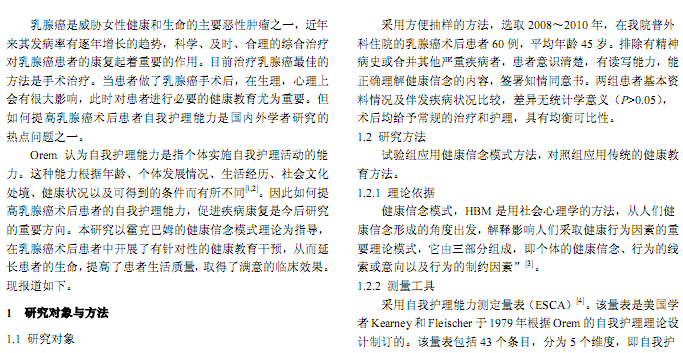 乳腺癌是威胁女性健康和生命的主要恶性肿瘤之一，近年
来其发病率有逐年增长的趋势，科学、及时、合理的综合治疗
对乳腺癌患者的康复起着重要的作用。目前治疗乳腺癌最佳的
方法是手术治疗。当患者做了乳腺癌手术后，在生理，心理上
会有很大影响，此时对患者进行必要的健康教育尤为重要。但
如何提高乳腺癌术后患者自我护理能力是国内外学者研究的
热点问题之一。
Orem 认为自我护理能力是指个体实施自我护理活动的能
力。这种能力根据年龄、个体发展情况、生活经历、社会文化
处境、健康状况以及可得到的条件而有所不同[1,2]。因此如何提
高乳腺癌术后患者的自我护理能力，促进疾病康复是今后研究
的重要方向。本研究以霍克巴姆的健康信念模式理论为指导，
在乳腺癌术后患者中开展了有针对性的健康教育干预，从而延
长患者的生命，提高了患者生活质量，取得了满意的临床效果。
现报道如下。
1 研究对象与方法
1.1 研究对象
采用方便抽样的方法，选取 2008～2010 年，在我院普外
科住院的乳腺癌术后患者 60 例，平均年龄 45 岁。排除有精神
病史或合并其他严重疾病者，患者意识清楚，有读写能力，能
正确理解健康信念的内容，签署知情同意书。两组患者基本资
料情况及伴发疾病状况比较，差异无统计学意义（P>0.05），
术后均给予常规的治疗和护理，具有均衡可比性。
1.2 研究方法
试验组应用健康信念模式方法，对照组应用传统的健康教
育方法。
1.2.1 理论依据
健康信念模式，HBM 是用社会心理学的方法，从人们健
康信念形成的角度出发，解释影响人们采取健康行为因素的重
要理论模式，它由三部分组成，即个体的健康信念、行为的线
索或意向以及行为的制约因素”[3]。
1.2.2 测量工具
采用自我护理能力测定量表（ESCA）[4]。该量表是美国学
者 Kearney 和 Fleischer 于 1979 年根据 Orem 的自我护理理论设
计制订的。该量表包括 43 个条目，分为 5 个维度，即自我护